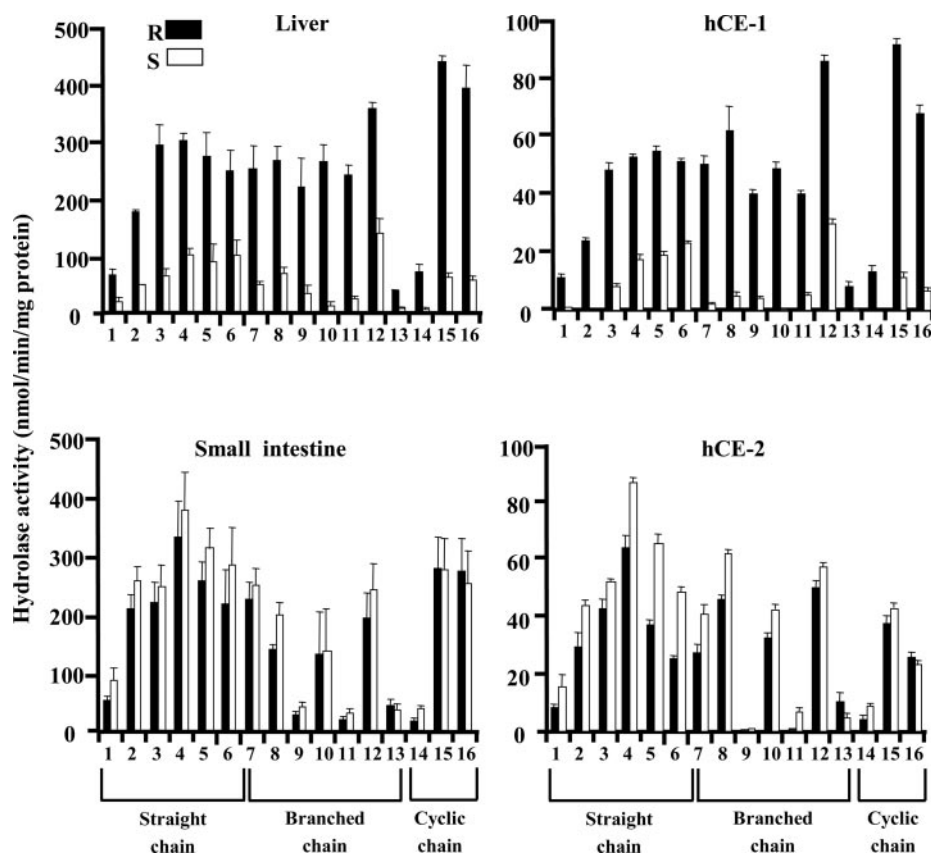 Hydrolase activity (nmol/min/mg protein)
Liver
R
S
500
400
300
200
100
0
1 2 3 4 5 6 7 8 9 10 11 12 13 14 15 16
hCE-1
100
80
60
40
20
0
1 2 3 4 5 6 7 8 9 10 11 12 13 14 15 16
Small intestine
500
400
300
200
100
0
1 2 3 4 5 6 7 8 9 10 11 12 13 14 15 16
Straight chain
Branched chain
Cyclic chain
hCE-2
100
80
60
40
20
0
1 2 3 4 5 6 7 8 9 10 11 12 13 14 15 16
Straight chain
Branched chain
Cyclic chain